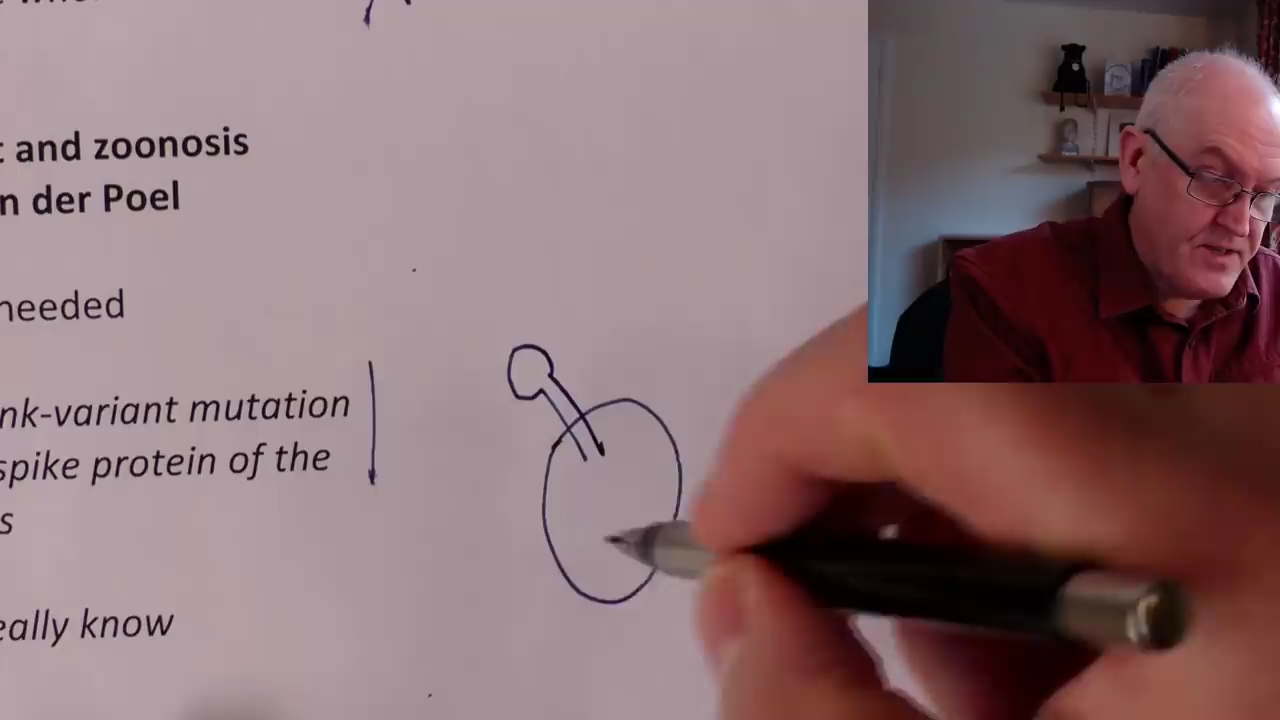 and zoonosis
n der Poel
needed
nk-variant mutation
spike protein of the
s
eally know